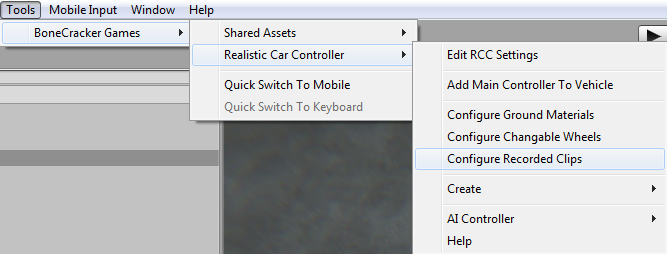 Tools Mobile Input Window Help
BoneCracker Games
Shared Assets
Realistic Car Controller
Quick Switch To Mobile
Quick Switch To Keyboard
Edit RCC Settings
Add Main Controller To Vehicle
Configure Ground Materials
Configure Changable Wheels
Configure Recorded Clips
Create
AI Controller
Help